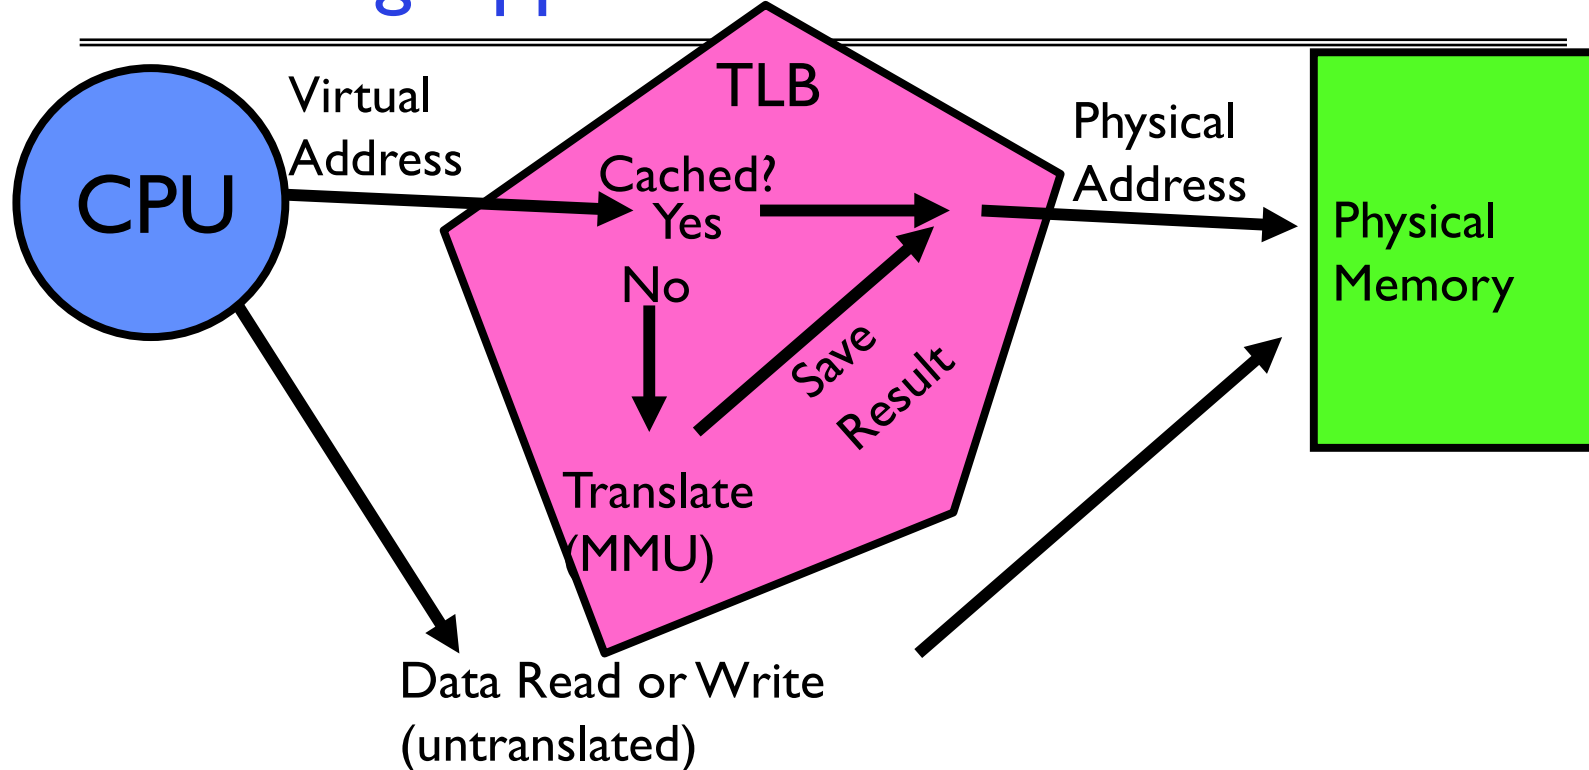 CPU
Virtual
Address
TLB
Cached?
Yes
No
Save
Result
Translate
(MMU)
Physical
Address
Physical
Memory
Data Read or Write
(untranslated)